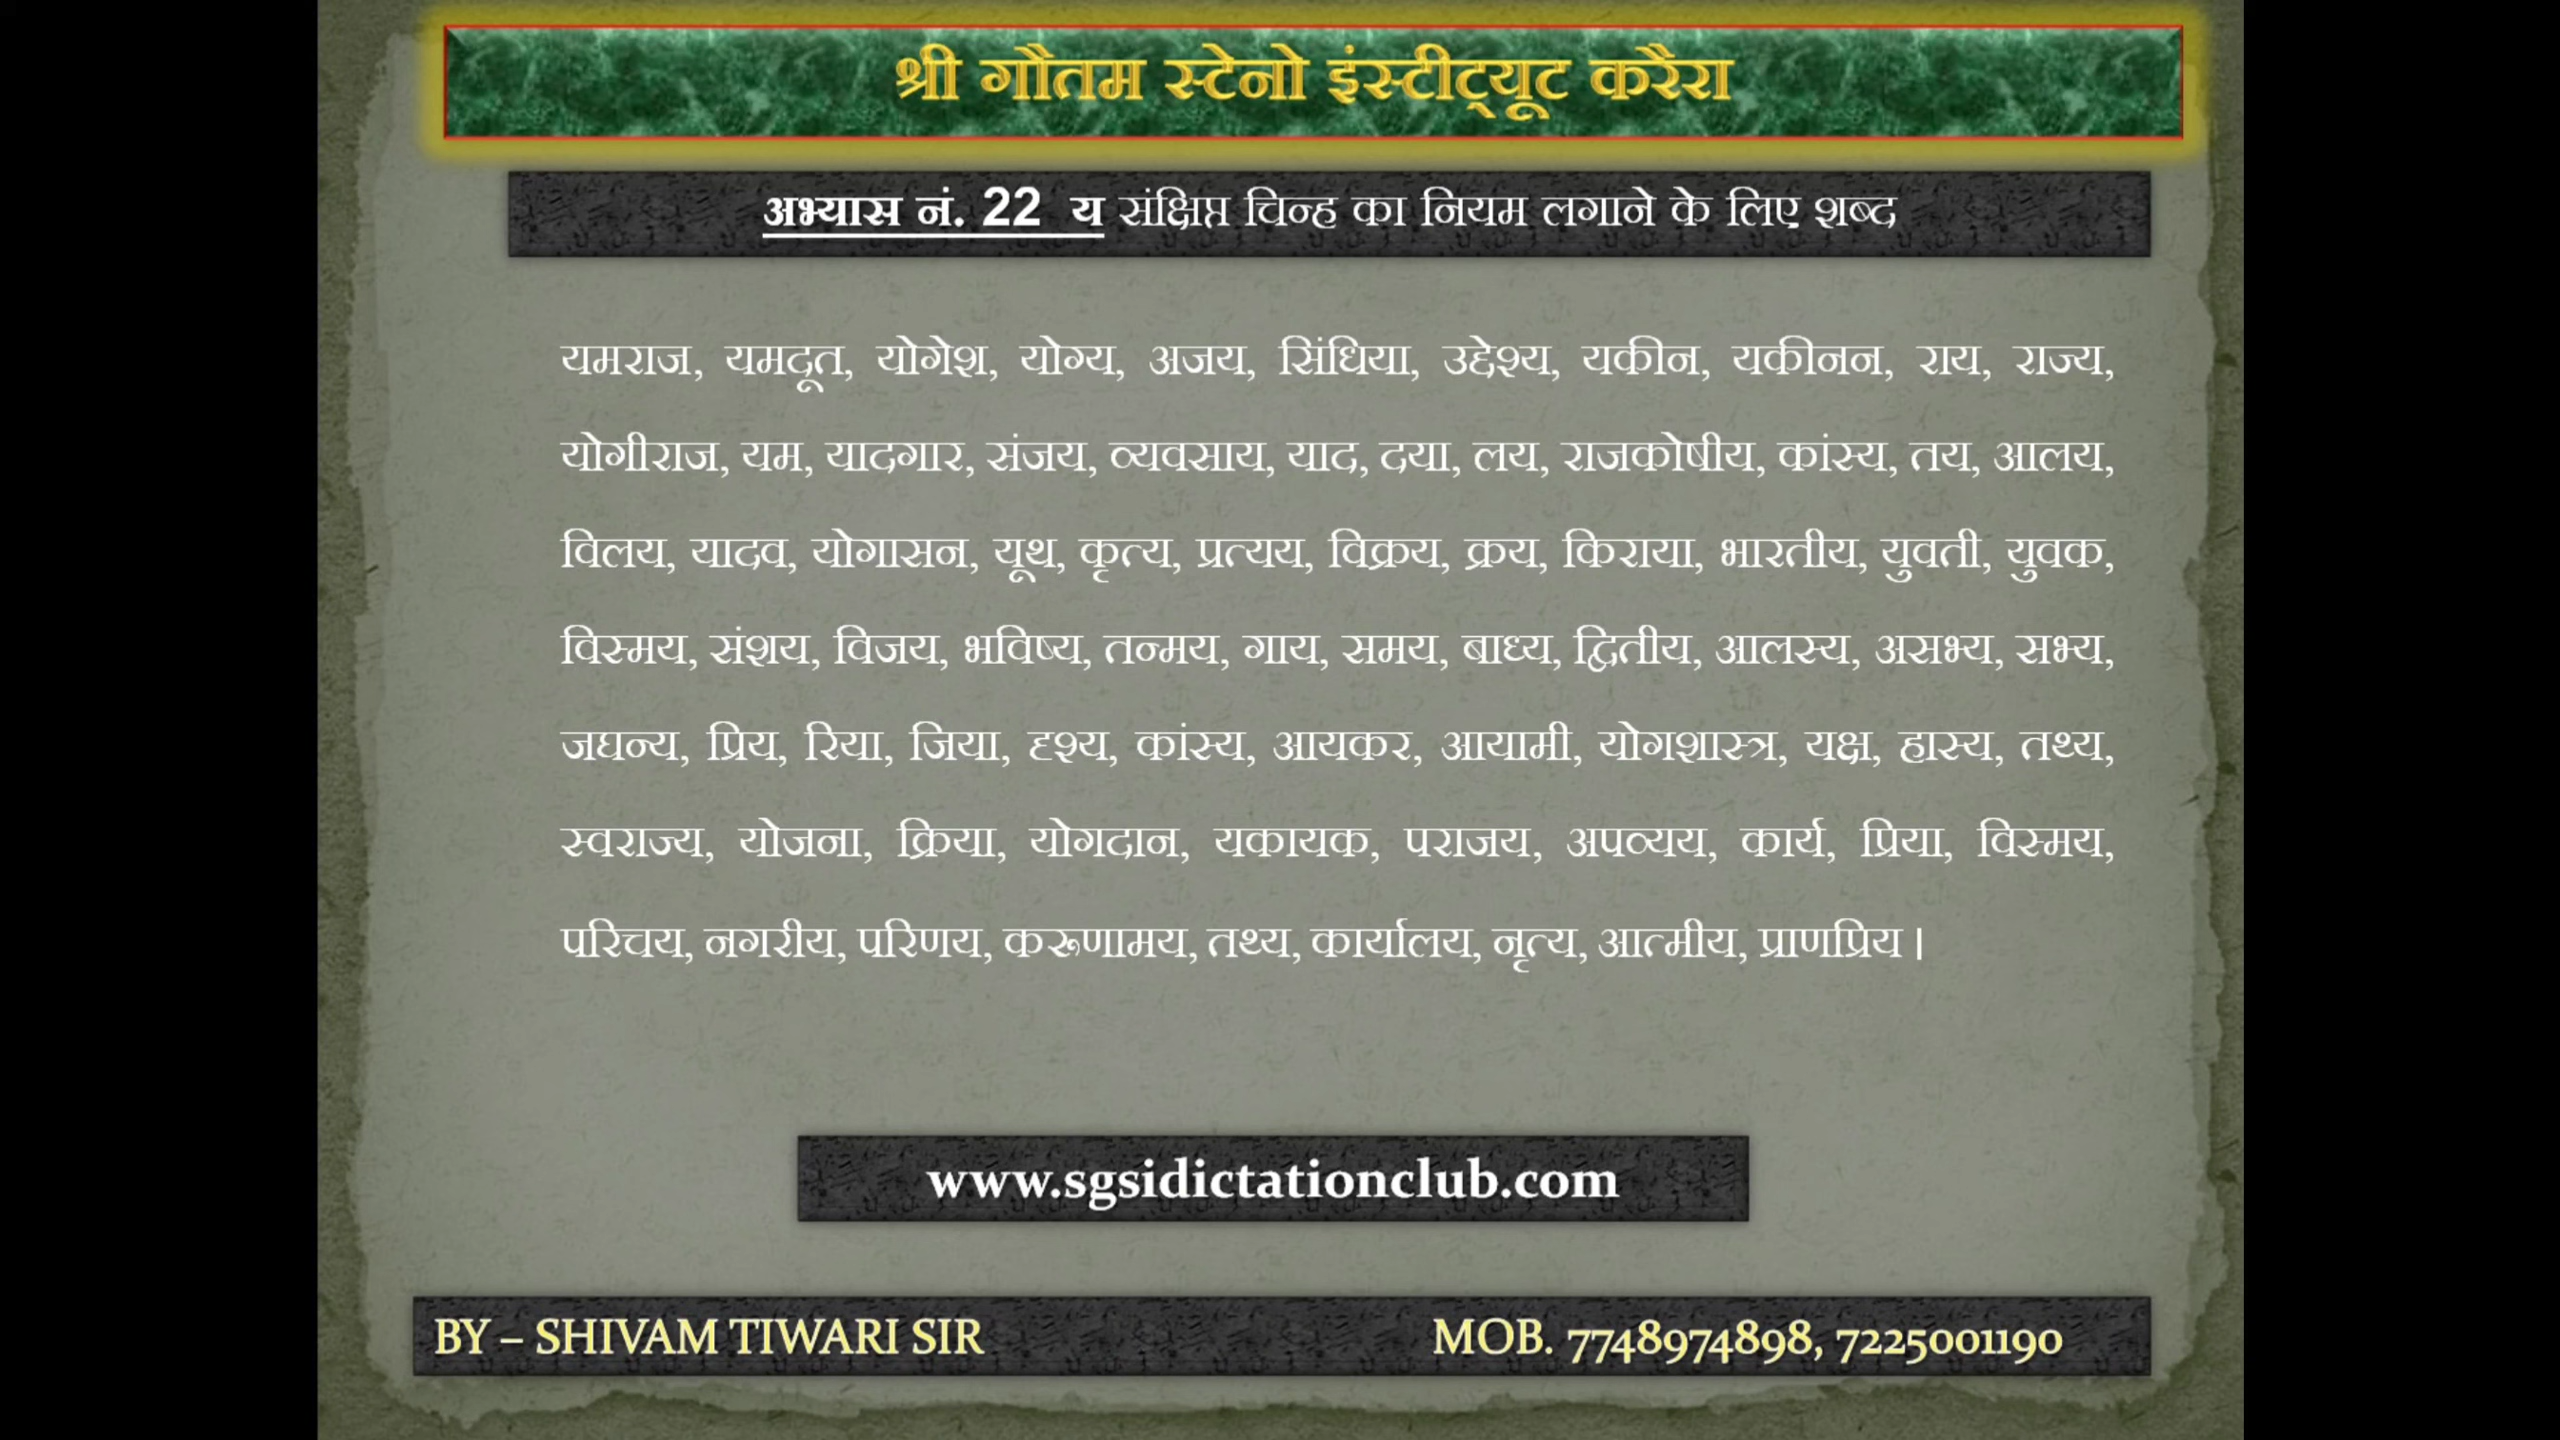 श्री गौतम स्टेनो इंस्टीट्यूट करैरा
अभ्यास नं. 22 य संक्षिप्त चिन्ह का नियम लगाने के लिए शब्द
यमराज, यमदूत, योगेश, योग्य, अजय, सिंधिया, उद्देश्य, यकीन, यकीनन, राय, राज्य,
योगीराज, यम, यादगार, संजय, व्यवसाय, याद, दया, लय, राजकोषीय, कांस्य, तय, आलय,
विलय, यादव, योगासन, यूथ, कृत्य, प्रत्यय, विक्रय, क्रय, किराया, भारतीय, युवती, युवक,
विस्मय, संशय, विजय, भविष्य, तन्मय, गाय, समय, बाध्य, द्वितीय, आलस्य, असभ्य, सभ्य,
जघन्य, प्रिय, रिया, जिया, दृश्य, कांस्य, आयकर, आयामी, योगशास्त्र, यक्ष, हास्य, तथ्य,
स्वराज्य, योजना, क्रिया, योगदान, यकायक, पराजय, अपव्यय, कार्य, प्रिया, विस्मय,
परिचय, नगरीय, परिणय, करूणामय, तथ्य, कार्यालय, नृत्य, आत्मीय, प्राणप्रिय ।
www.sgsidictationclub.com
BY – SHIVAM TIWARI SIR MOB. 7748974898, 7225001190